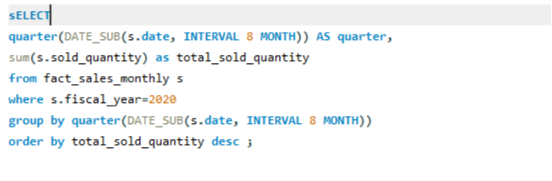 sELECT
quarter(DATE_SUB(s.date, INTERVAL 8 MONTH)) AS quarter,
sum(s.sold_quantity) as total_sold_quantity
from fact_sales_monthly s
where s.fiscal_year=2020
group by quarter(DATE_SUB(s.date, INTERVAL 8 MONTH))
order by total_sold_quantity desc ;